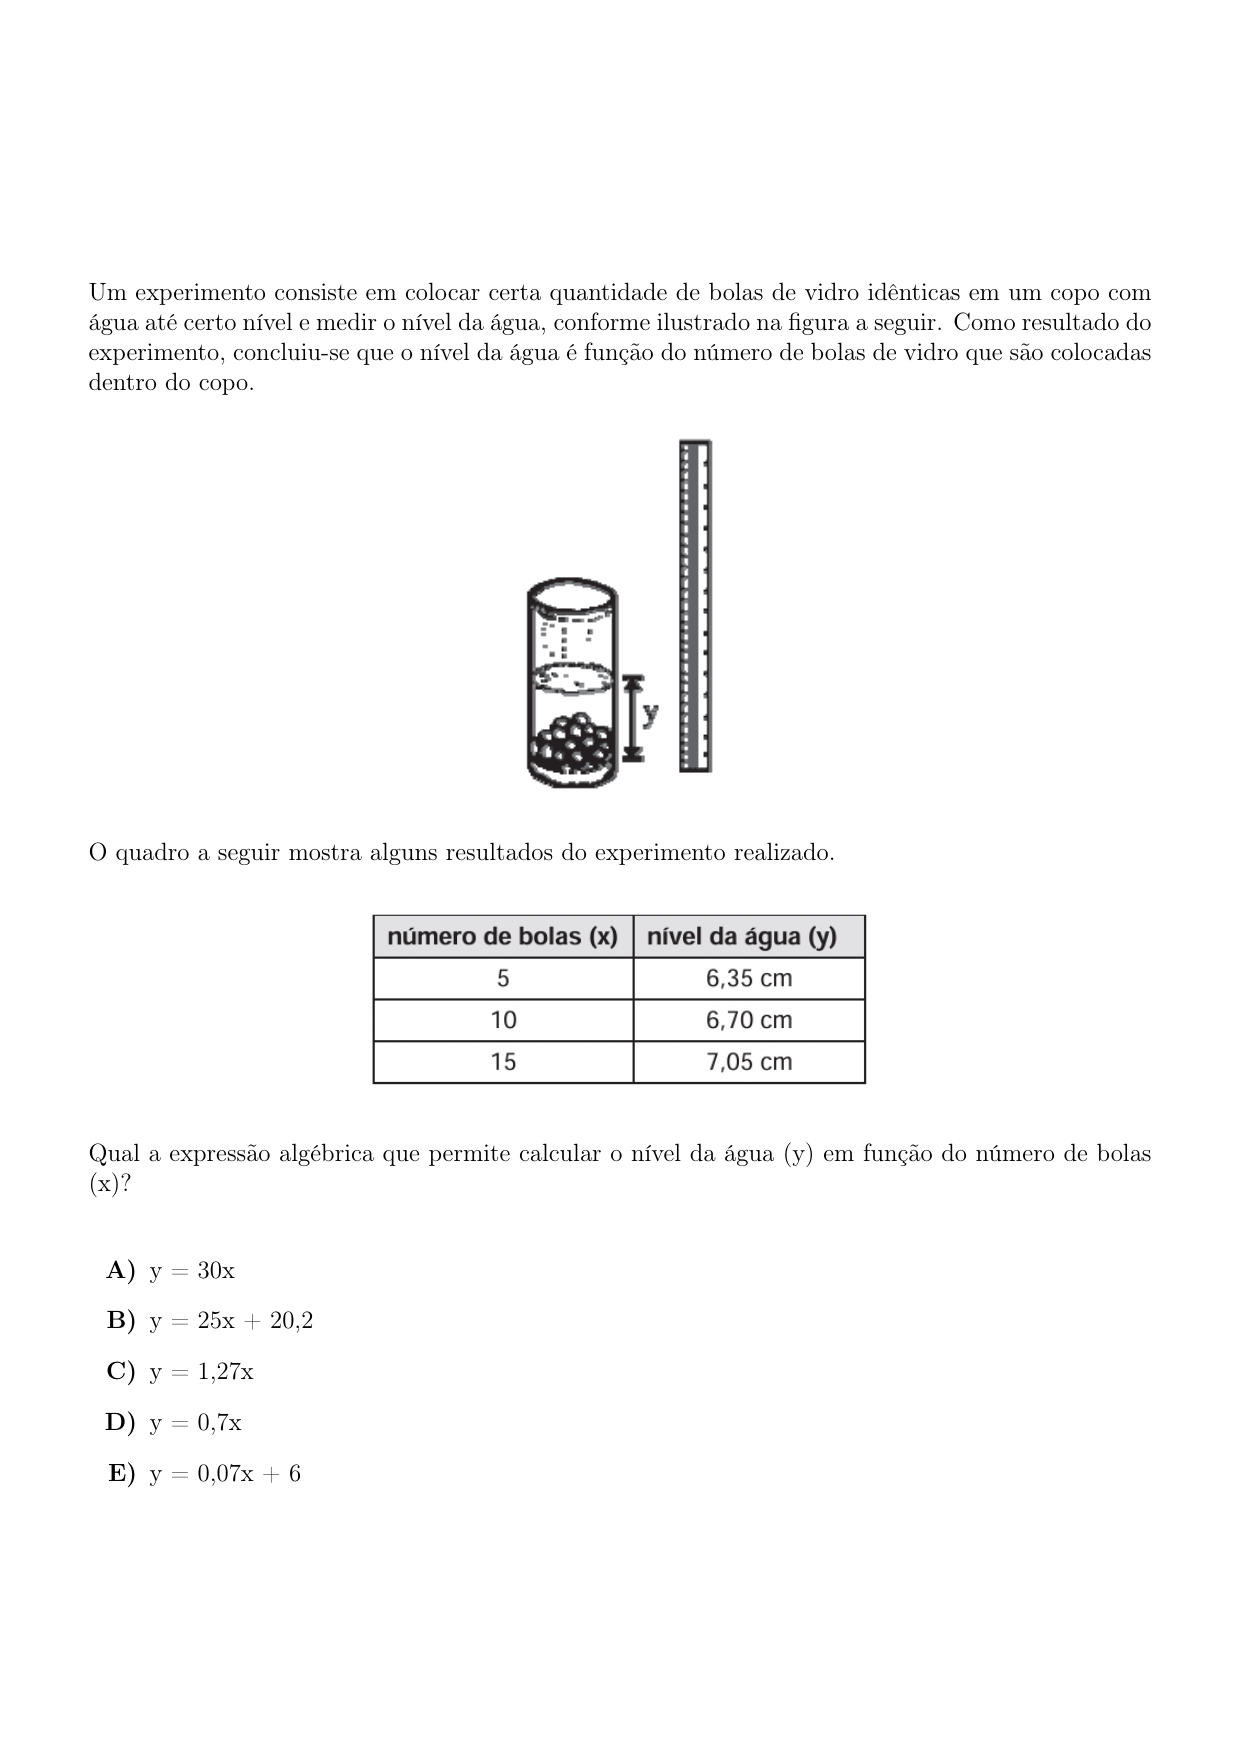 Um experimento consiste em colocar certa quantidade de bolas de vidro idênticas em um copo com
água até certo nível e medir o nível da água, conforme ilustrado na figura a seguir. Como resultado do
experimento, concluiu-se que o nível da água é função do número de bolas de vidro que são colocadas
dentro do copo.
y
O quadro a seguir mostra alguns resultados do experimento realizado.
número de bolas (x) nível da água (y)
5 6,35 cm
10 6,70 cm
15 7,05 cm
Qual a expressão algébrica que permite calcular o nível da água (y) em função do número de bolas
(x)?
A) y = 30x
B) y = 25x + 20,2
C) y = 1,27x
D) y = 0,7x
E) y = 0,07x + 6